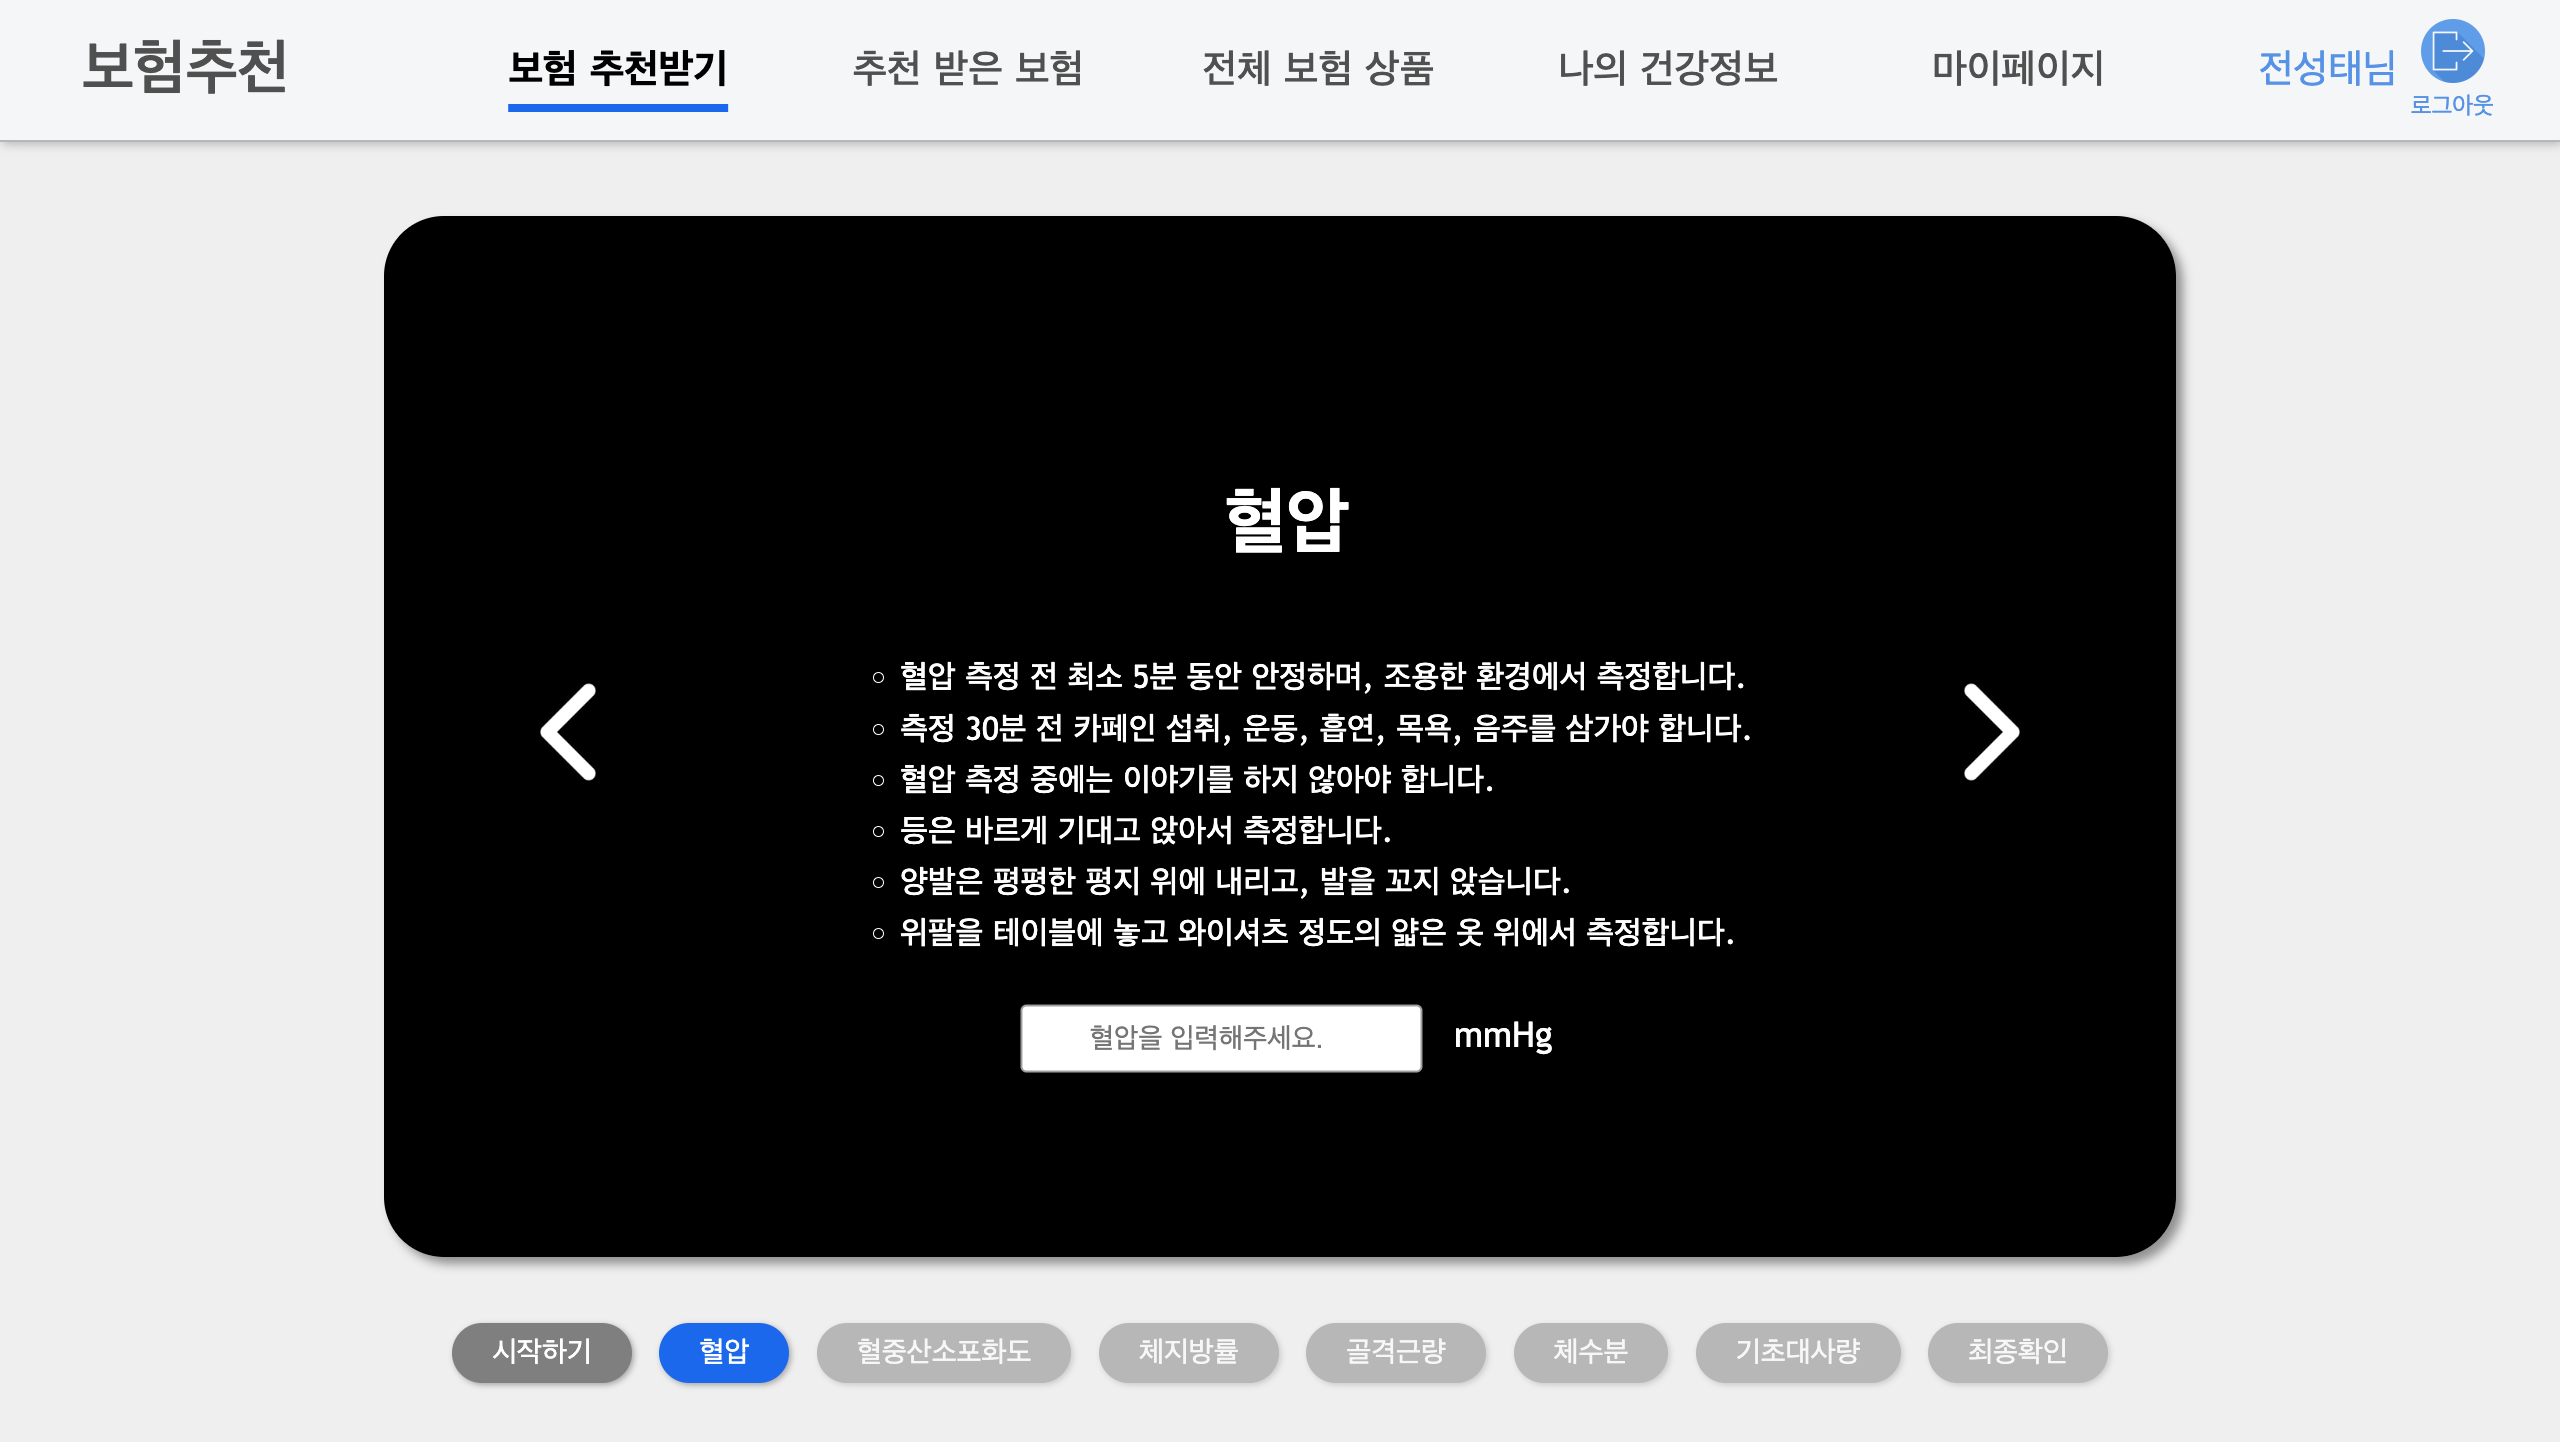 보험추천
보험 추천받기
추천 받은 보험
전체 보험 상품
나의 건강정보
마이페이지
전성태님
로그아웃
혈압
혈압 측정 전 최소 5분 동안 안정하며, 조용한 환경에서 측정합니다.
측정 30분 전 카페인 섭취, 운동, 흡연, 목욕, 음주를 삼가야 합니다.
혈압 측정 중에는 이야기를 하지 않아야 합니다.
등은 바르게 기대고 앉아서 측정합니다.
양발은 평평한 평지 위에 내리고, 발을 꼬지 않습니다.
위팔을 테이블에 놓고 와이셔츠 정도의 얇은 옷 위에서 측정합니다.
혈압을 입력해주세요.
mmHg
시작하기
혈압
혈중산소포화도
체지방률
골격근량
체수분
기초대사량
최종확인